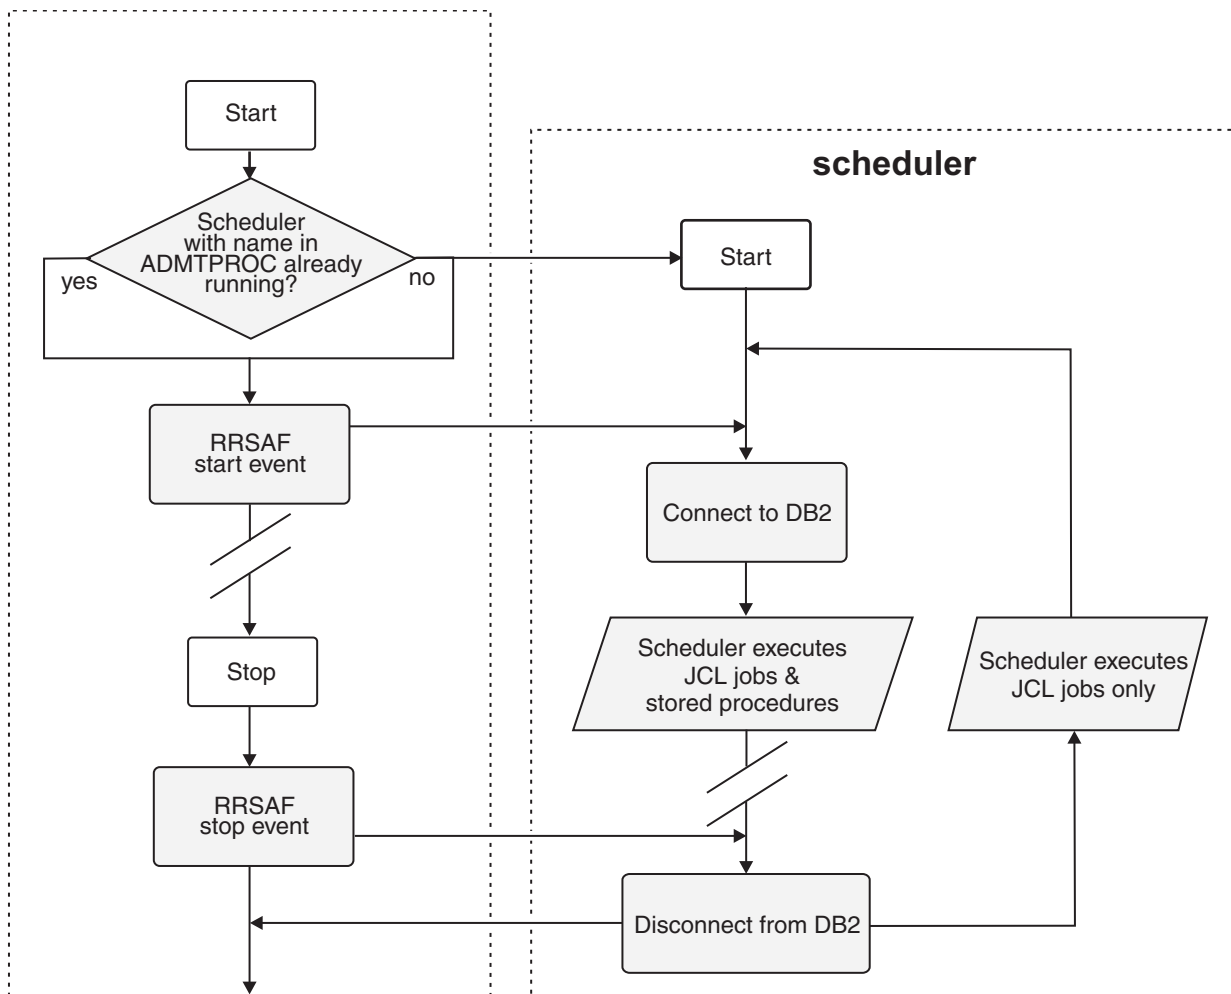 Start
Scheduler
with name in
ADMTPROC already
running?
yes
no
RRSAF
start event
Stop
RRSAF
stop event
scheduler
Start
Connect to DB2
Scheduler executes
JCL jobs &
stored procedures
Scheduler executes
JCL jobs only
Disconnect from DB2